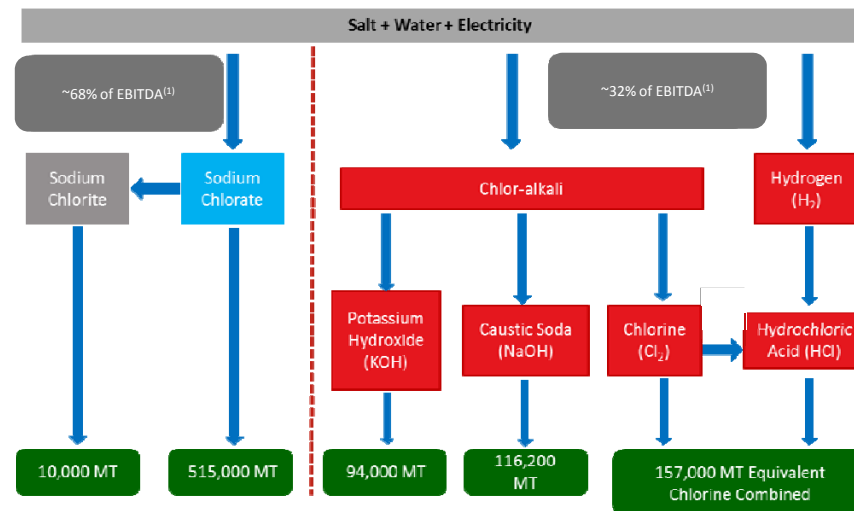 Salt + Water + Electricity
~68% of EBITDA(1)
~32% of EBITDA(1)
Sodium
Chlorite
Sodium
Chlorate
Chlor-alkali
Hydrogen
(H2)
Potassium
Hydroxide
(KOH)
Caustic Soda
(NaOH)
Chlorine
(Cl2)
Hydrochloric
Acid (HCl)
10,000 MT
515,000 MT
94,000 MT
116,200
MT
157,000 MT Equivalent
Chlorine Combined